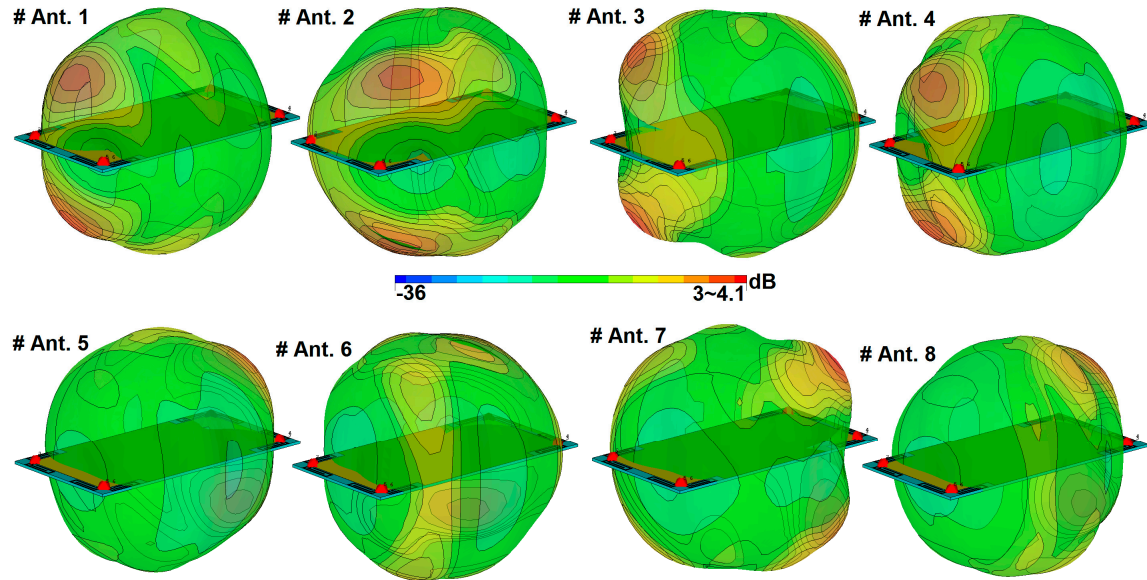 # Ant. 1
# Ant. 2
# Ant. 3
# Ant. 4
-36
3~4.1
dB
# Ant. 5
# Ant. 6
# Ant. 7
# Ant. 8